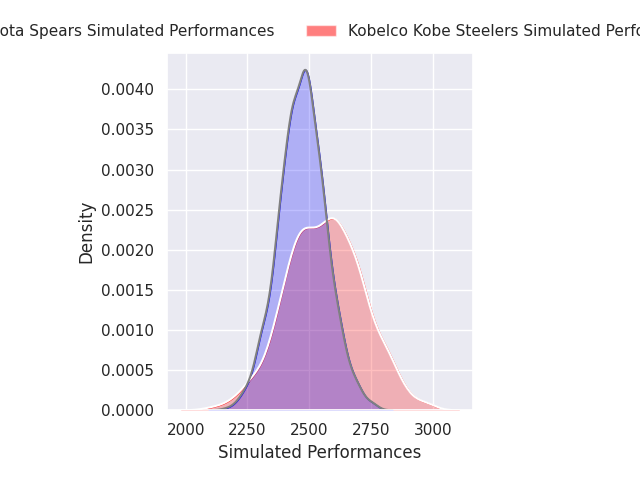 ota Spears Simulated Performances Kobelco Kobe Steelers Simulated Perfo
0.0040
0.0035
0.0030
0.0025
0.0020
0.0015
0.0010
0.0005
0.0000
Density
2000 2250 2500 2750 3000
Simulated Performances